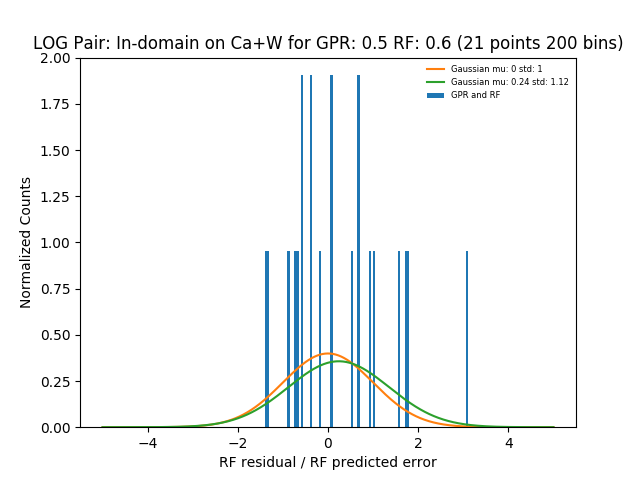 LOG Pair: In-domain on Ca+W for GPR: 0.5 RF: 0.6 (21 points 200 bins)
Gaussian mu: 0 std: 1
Gaussian mu: 0.24 std: 1.12
GPR and RF
Normalized Counts
2.00
1.75
1.50
1.25
1.00
0.75
0.50
0.25
0.00
−4
−2
0
2
4
RF residual / RF predicted error